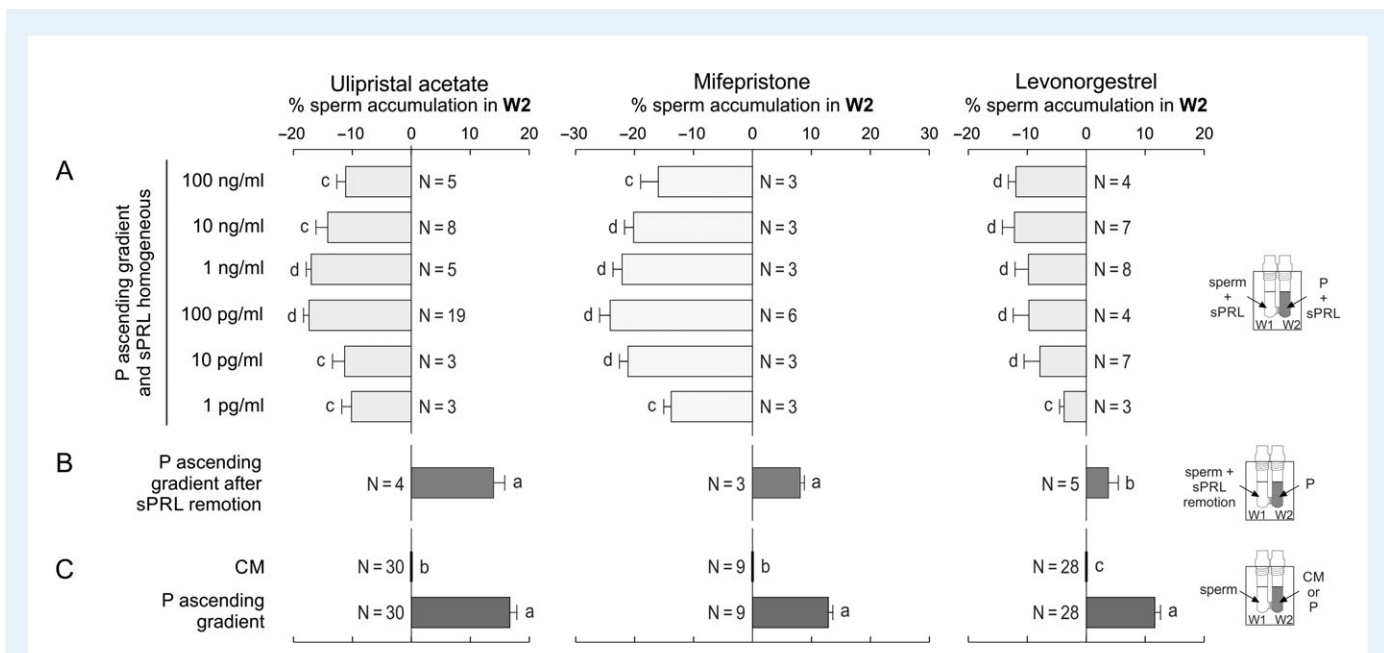 Ulipristal acetate
% sperm accumulation in W2
−20 −10 0 10 20
Mifepristone
% sperm accumulation in W2
−30 −20 −10 0 10 20 30
Levonorgestrel
% sperm accumulation in W2
−20 −10 0 10 20
A
P ascending gradient
and sPRL homogeneous
100 ng/ml c N = 5 c N = 3 d N = 4
10 ng/ml c N = 8 d N = 3 d N = 7
1 ng/ml d N = 5 d N = 3 d N = 8
100 pg/ml d N = 19 d N = 6 d N = 4
10 pg/ml c N = 3 d N = 3 d N = 7
1 pg/ml c N = 3 c N = 3 c N = 3
sperm
+
sPRL
P
+
sPRL
W1 W2
B
P ascending
gradient after
sPRL remotion
N = 4 a N = 3 a N = 5 b
sperm +
sPRL
remotion
P
W1 W2
C
CM N = 30 b N = 9 b N = 28 c
P ascending
gradient
N = 30 a N = 9 a N = 28 a
sperm
CM
or
P
W1 W2